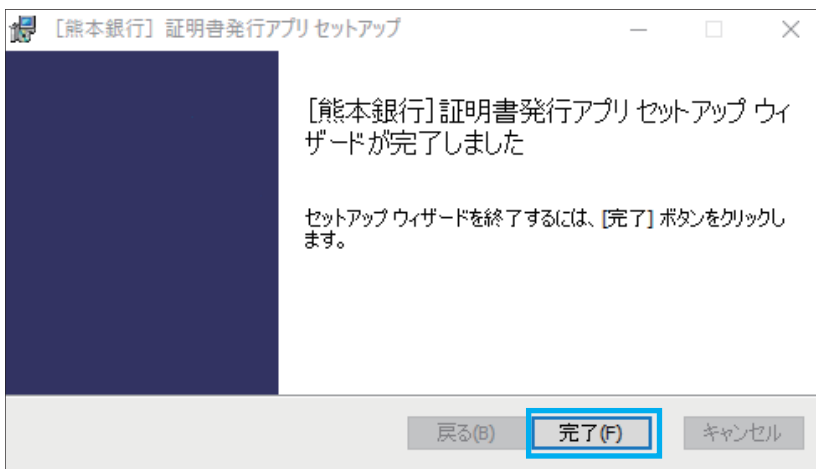 [熊本銀行] 証明書発行アプリ セットアップ
[熊本銀行]証明書発行アプリ セットアップ ウィ
ザードが完了しました
セットアップ ウィザードを終了するには、[完了] ボタンをクリックし
ます。
戻る(B) 完了(F) キャンセル